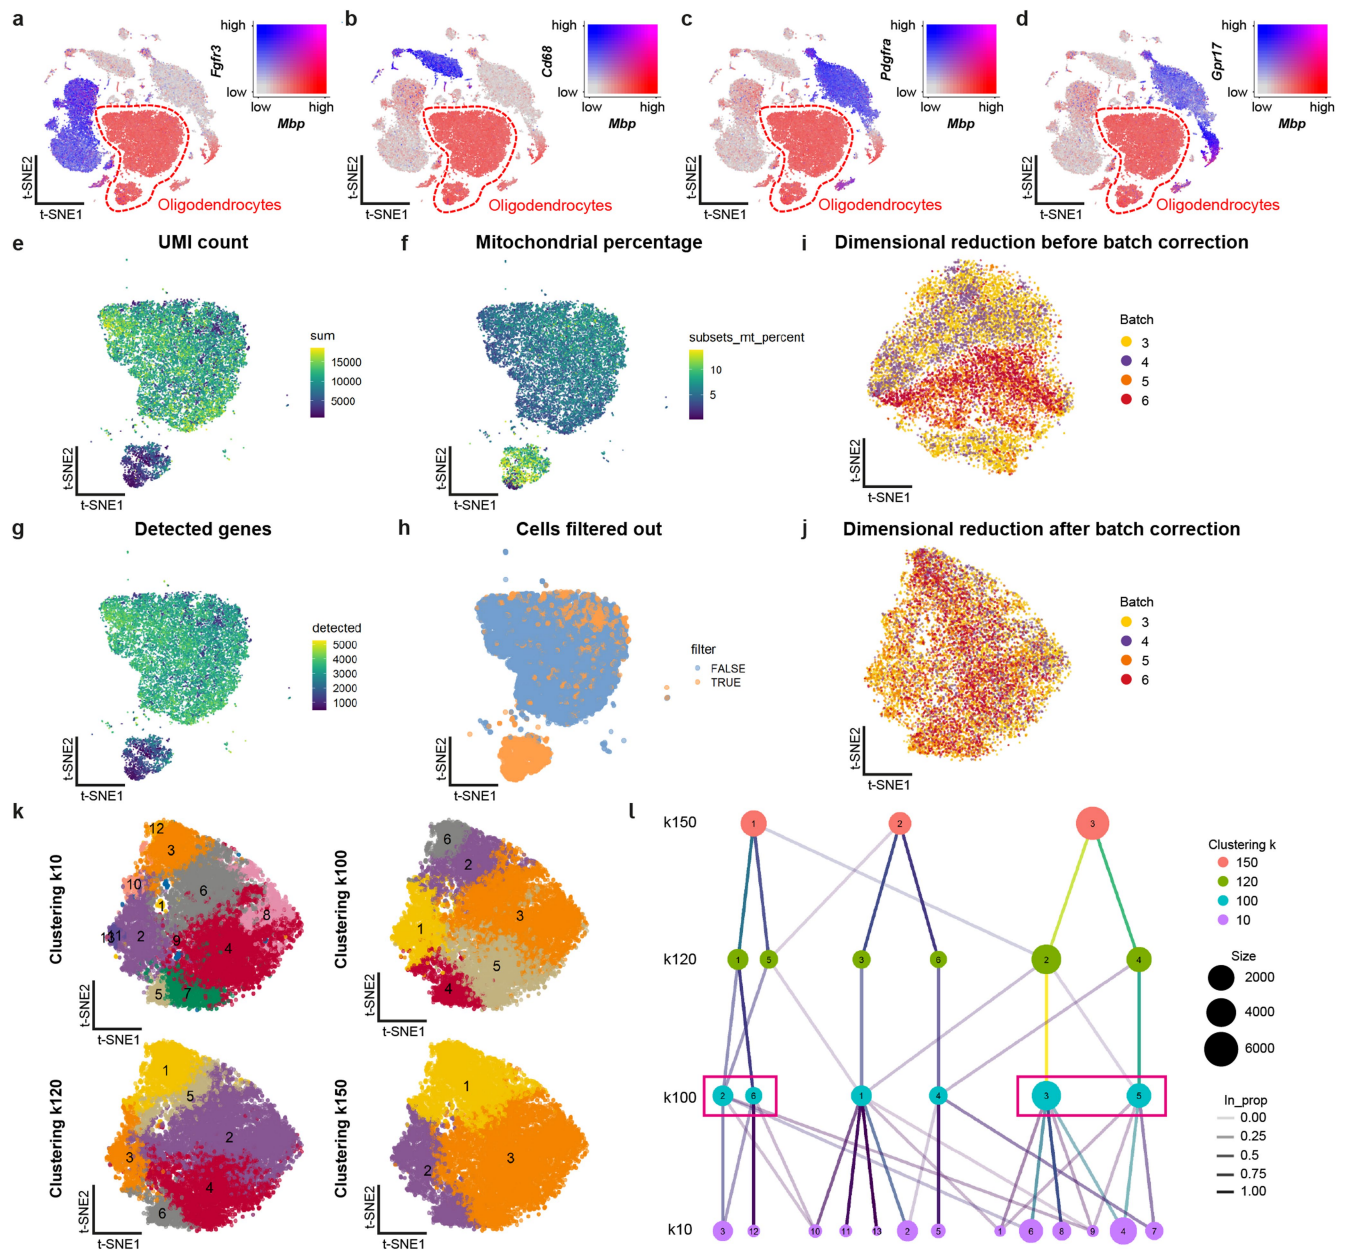 a
high
Fgfr3
low
low
high
Mbp
t-SNE2
t-SNE1
Oligodendrocytes
b
high
Cd68
low
low
high
Mbp
t-SNE2
t-SNE1
Oligodendrocytes
c
high
Pdgfra
low
low
high
Mbp
t-SNE2
t-SNE1
Oligodendrocytes
d
high
Gpr17
low
low
high
Mbp
t-SNE2
t-SNE1
Oligodendrocytes
e
UMI count
sum
15000
10000
5000
t-SNE2
t-SNE1
f
Mitochondrial percentage
subsets_mt_percent
10
5
t-SNE2
t-SNE1
i
Dimensional reduction before batch correction
Batch
3
4
5
6
t-SNE2
t-SNE1
g
Detected genes
detected
5000
4000
3000
2000
1000
t-SNE2
t-SNE1
h
Cells filtered out
filter
FALSE
TRUE
t-SNE2
t-SNE1
j
Dimensional reduction after batch correction
Batch
3
4
5
6
t-SNE2
t-SNE1
k
Clustering k10
12
3
10
6
1
8
2
9
4
5
7
t-SNE2
t-SNE1
Clustering k100
6
2
3
1
5
4
t-SNE2
t-SNE1
Clustering k120
1
5
2
3
4
6
t-SNE2
t-SNE1
Clustering k150
1
2
3
t-SNE2
t-SNE1
l
k150
1
2
3
k120
1
5
3
6
2
4
k100
2
6
1
4
3
5
k10
3
12
10
11
13
2
5
1
6
8
9
4
7
Clustering k
150
120
100
10
Size
2000
4000
6000
In_prop
0.00
0.25
0.5
0.75
1.00